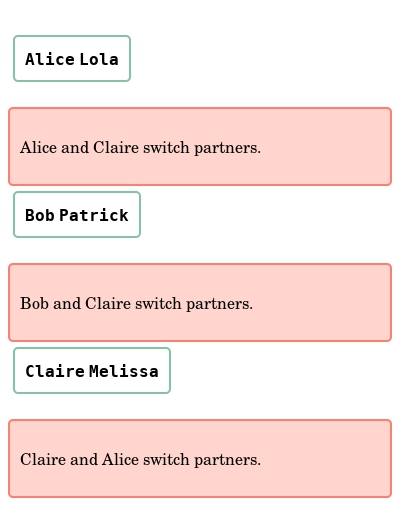 Alice Lola
Alice and Claire switch partners.
Bob Patrick
Bob and Claire switch partners.
Claire Melissa
Claire and Alice switch partners.